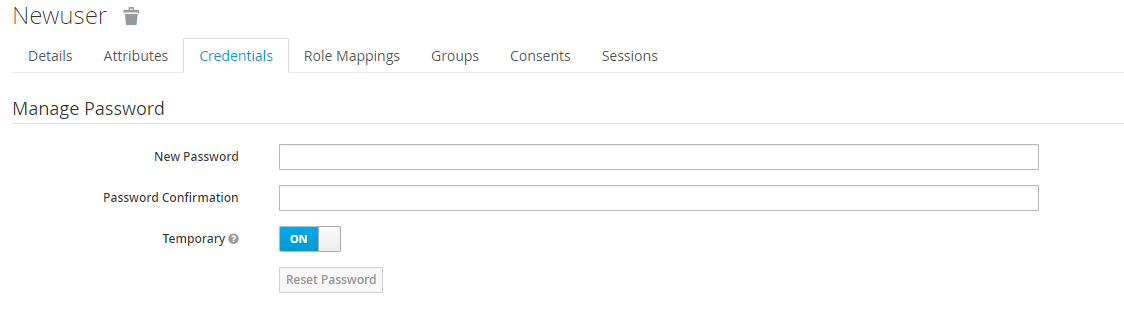 Newuser
Details Attributes Credentials Role Mappings Groups Consents Sessions
Manage Password
New Password
Password Confirmation
Temporary ?
ON
Reset Password